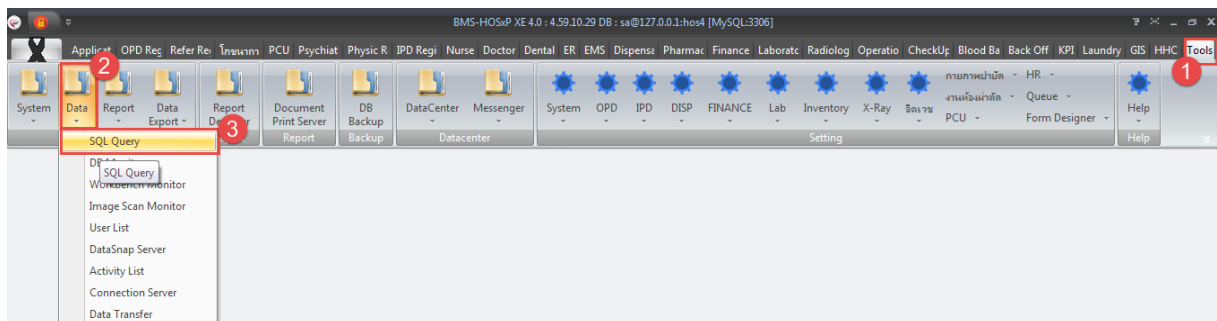 BMS-HOSxP XE 4.0 : 4.59.10.29 DB : sa@127.0.0.1:hos4 [MySQL:3306]
Applicat OPD Reg Refer Re โภชนาก PCU Psychiat Physic R IPD Regi Nurse Doctor Dental ER EMS Dispensa Pharmac Finance Laboratc Radiolog Operatio CheckUp Blood Ba Back Off KPI Laundry GIS HHC Tools
2
1
System Data Report Data Export Report Document Print Server DB Backup DataCenter Messenger System OPD IPD DISP FINANCE Lab Inventory X-Ray จิตเวช กายภาพบำบัด HR Help
งานห้องผ่าตัด Queue
PCU Form Designer
3
Report Backup Datacenter Setting Help
SQL Query
SQL Query
Workbench Monitor
Image Scan Monitor
User List
DataSnap Server
Activity List
Connection Server
Data Transfer